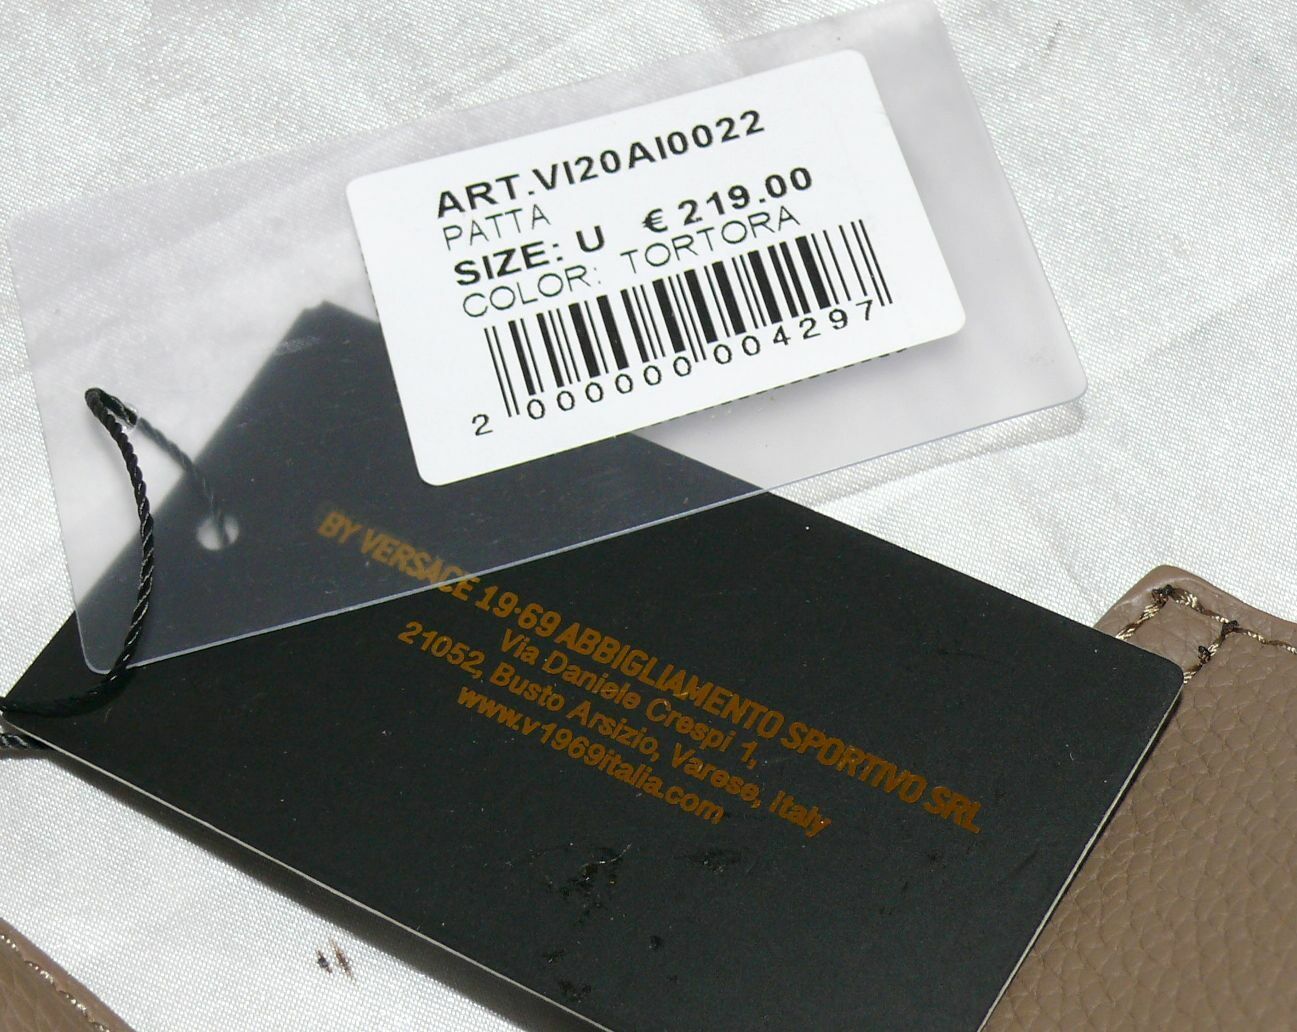 ART.VI20AI0022
PATTA
SIZE: U € 219.00
COLOR: TORTORA
2 000000 004297
BY VERSACE 19·69 ABBIGLIAMENTO SPORTIVO SRL
Via Daniele Crespi 1,
21052, Busto Arsizio, Varese, Italy
www.v1969italia.com